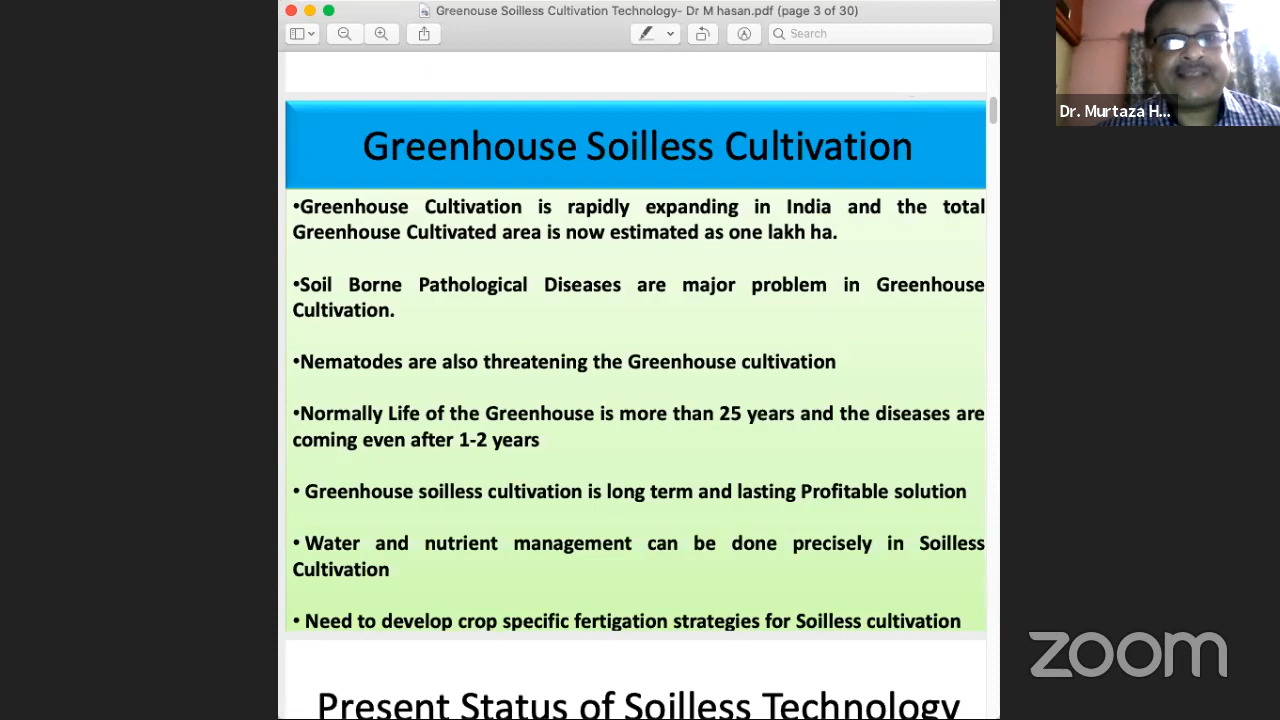 Greenouse Soilless Cultivation Technology- Dr M hasan.pdf (page 3 of 30)
Search
Dr. Murtaza H...
Greenhouse Soilless Cultivation
•Greenhouse Cultivation is rapidly expanding in India and the total
Greenhouse Cultivated area is now estimated as one lakh ha.
•Soil Borne Pathological Diseases are major problem in Greenhouse
Cultivation.
•Nematodes are also threatening the Greenhouse cultivation
•Normally Life of the Greenhouse is more than 25 years and the diseases are
coming even after 1-2 years
• Greenhouse soilless cultivation is long term and lasting Profitable solution
• Water and nutrient management can be done precisely in Soilless
Cultivation
• Need to develop crop specific fertigation strategies for Soilless cultivation
Present Status of Soilless Technology
zoom